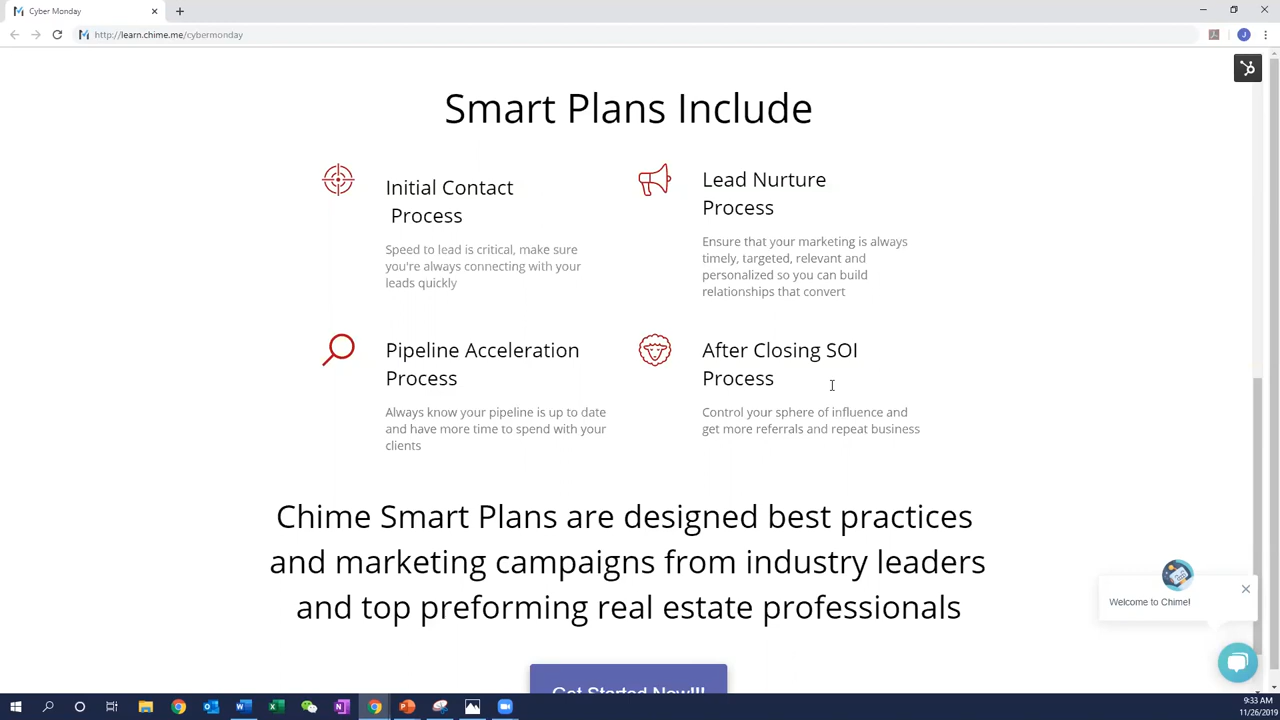 Cyber Monday
http://learn.chime.me/cybermonday
J
Smart Plans Include
Initial Contact
Process
Speed to lead is critical, make sure
you're always connecting with your
leads quickly
Lead Nurture
Process
Ensure that your marketing is always
timely, targeted, relevant and
personalized so you can build
relationships that convert
Pipeline Acceleration
Process
Always know your pipeline is up to date
and have more time to spend with your
clients
After Closing SOI
Process
Control your sphere of influence and
get more referrals and repeat business
Chime Smart Plans are designed best practices
and marketing campaigns from industry leaders
and top preforming real estate professionals
Welcome to Chime!
Get Started Now!!!
9:33 AM
11/26/2019